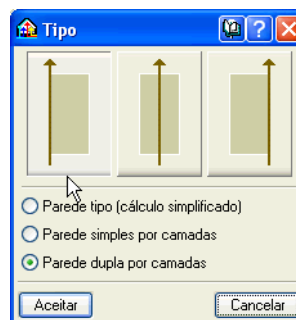 Tipo
Parede tipo (cálculo simplificado)
Parede simples por camadas
Parede dupla por camadas
Aceitar
Cancelar